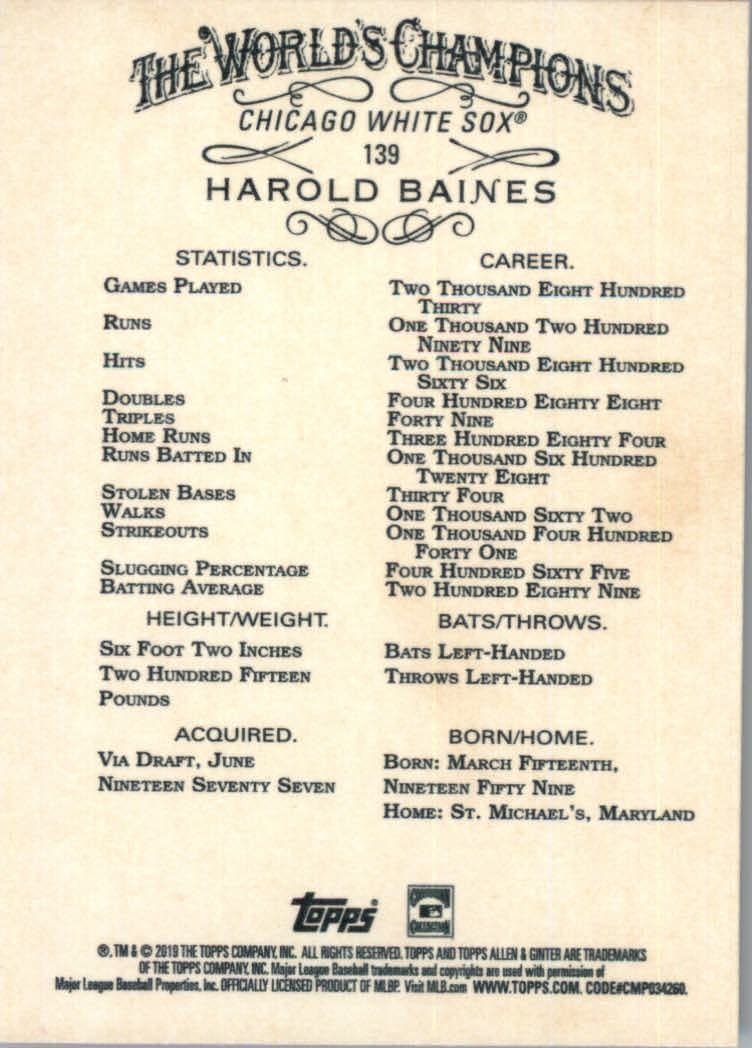 THE WORLD'S CHAMPIONS
CHICAGO WHITE SOX®
139
HAROLD BAINES
STATISTICS. CAREER.
GAMES PLAYED TWO THOUSAND EIGHT HUNDRED
THIRTY
RUNS ONE THOUSAND TWO HUNDRED
NINETY NINE
HITS TWO THOUSAND EIGHT HUNDRED
SIXTY SIX
DOUBLES FOUR HUNDRED EIGHTY EIGHT
TRIPLES FORTY NINE
HOME RUNS THREE HUNDRED EIGHTY FOUR
RUNS BATTED IN ONE THOUSAND SIX HUNDRED
TWENTY EIGHT
STOLEN BASES THIRTY FOUR
WALKS ONE THOUSAND SIXTY TWO
STRIKEOUTS ONE THOUSAND FOUR HUNDRED
FORTY ONE
SLUGGING PERCENTAGE FOUR HUNDRED SIXTY FIVE
BATTING AVERAGE TWO HUNDRED EIGHTY NINE
HEIGHT/WEIGHT. BATS/THROWS.
SIX FOOT TWO INCHES BATS LEFT-HANDED
TWO HUNDRED FIFTEEN THROWS LEFT-HANDED
POUNDS
ACQUIRED. BORN/HOME.
VIA DRAFT, JUNE BORN: MARCH FIFTEENTH,
NINETEEN SEVENTY SEVEN NINETEEN FIFTY NINE
HOME: ST. MICHAEL'S, MARYLAND
Topps®
COOPERSTOWN
COLLECTION
®, TM & © 2019 THE TOPPS COMPANY, INC. ALL RIGHTS RESERVED. TOPPS AND TOPPS ALLEN & GINTER ARE TRADEMARKS
OF THE TOPPS COMPANY, INC. Major League Baseball trademarks and copyrights are used with permission of
Major League Baseball Properties, Inc. OFFICIALLY LICENSED PRODUCT OF MLBP. Visit MLB.com WWW.TOPPS.COM. CODE#CMP034260.